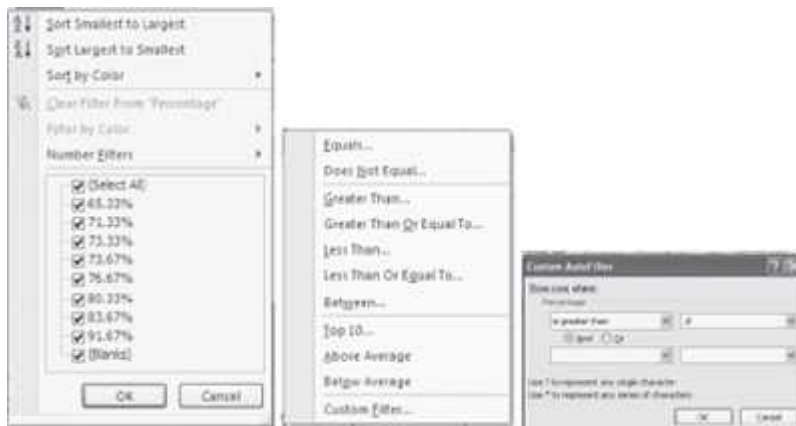 Sort Smallest to Largest
Sort Largest to Smallest
Sort by Color
Clear Filter From "Percentage"
Filter by Color
Number Filters
(Select All)
65.33%
71.33%
73.33%
73.67%
76.67%
80.33%
83.67%
91.67%
(Blanks)
OK
Cancel
Equals...
Does Not Equal...
Greater Than...
Greater Than Or Equal To...
Less Than...
Less Than Or Equal To...
Between...
Top 10...
Above Average
Below Average
Custom Filter...
Custom AutoFilter
Show rows where:
Percentage
is greater than
And
Or
Use ? to represent any single character
Use * to represent any series of characters
OK
Cancel